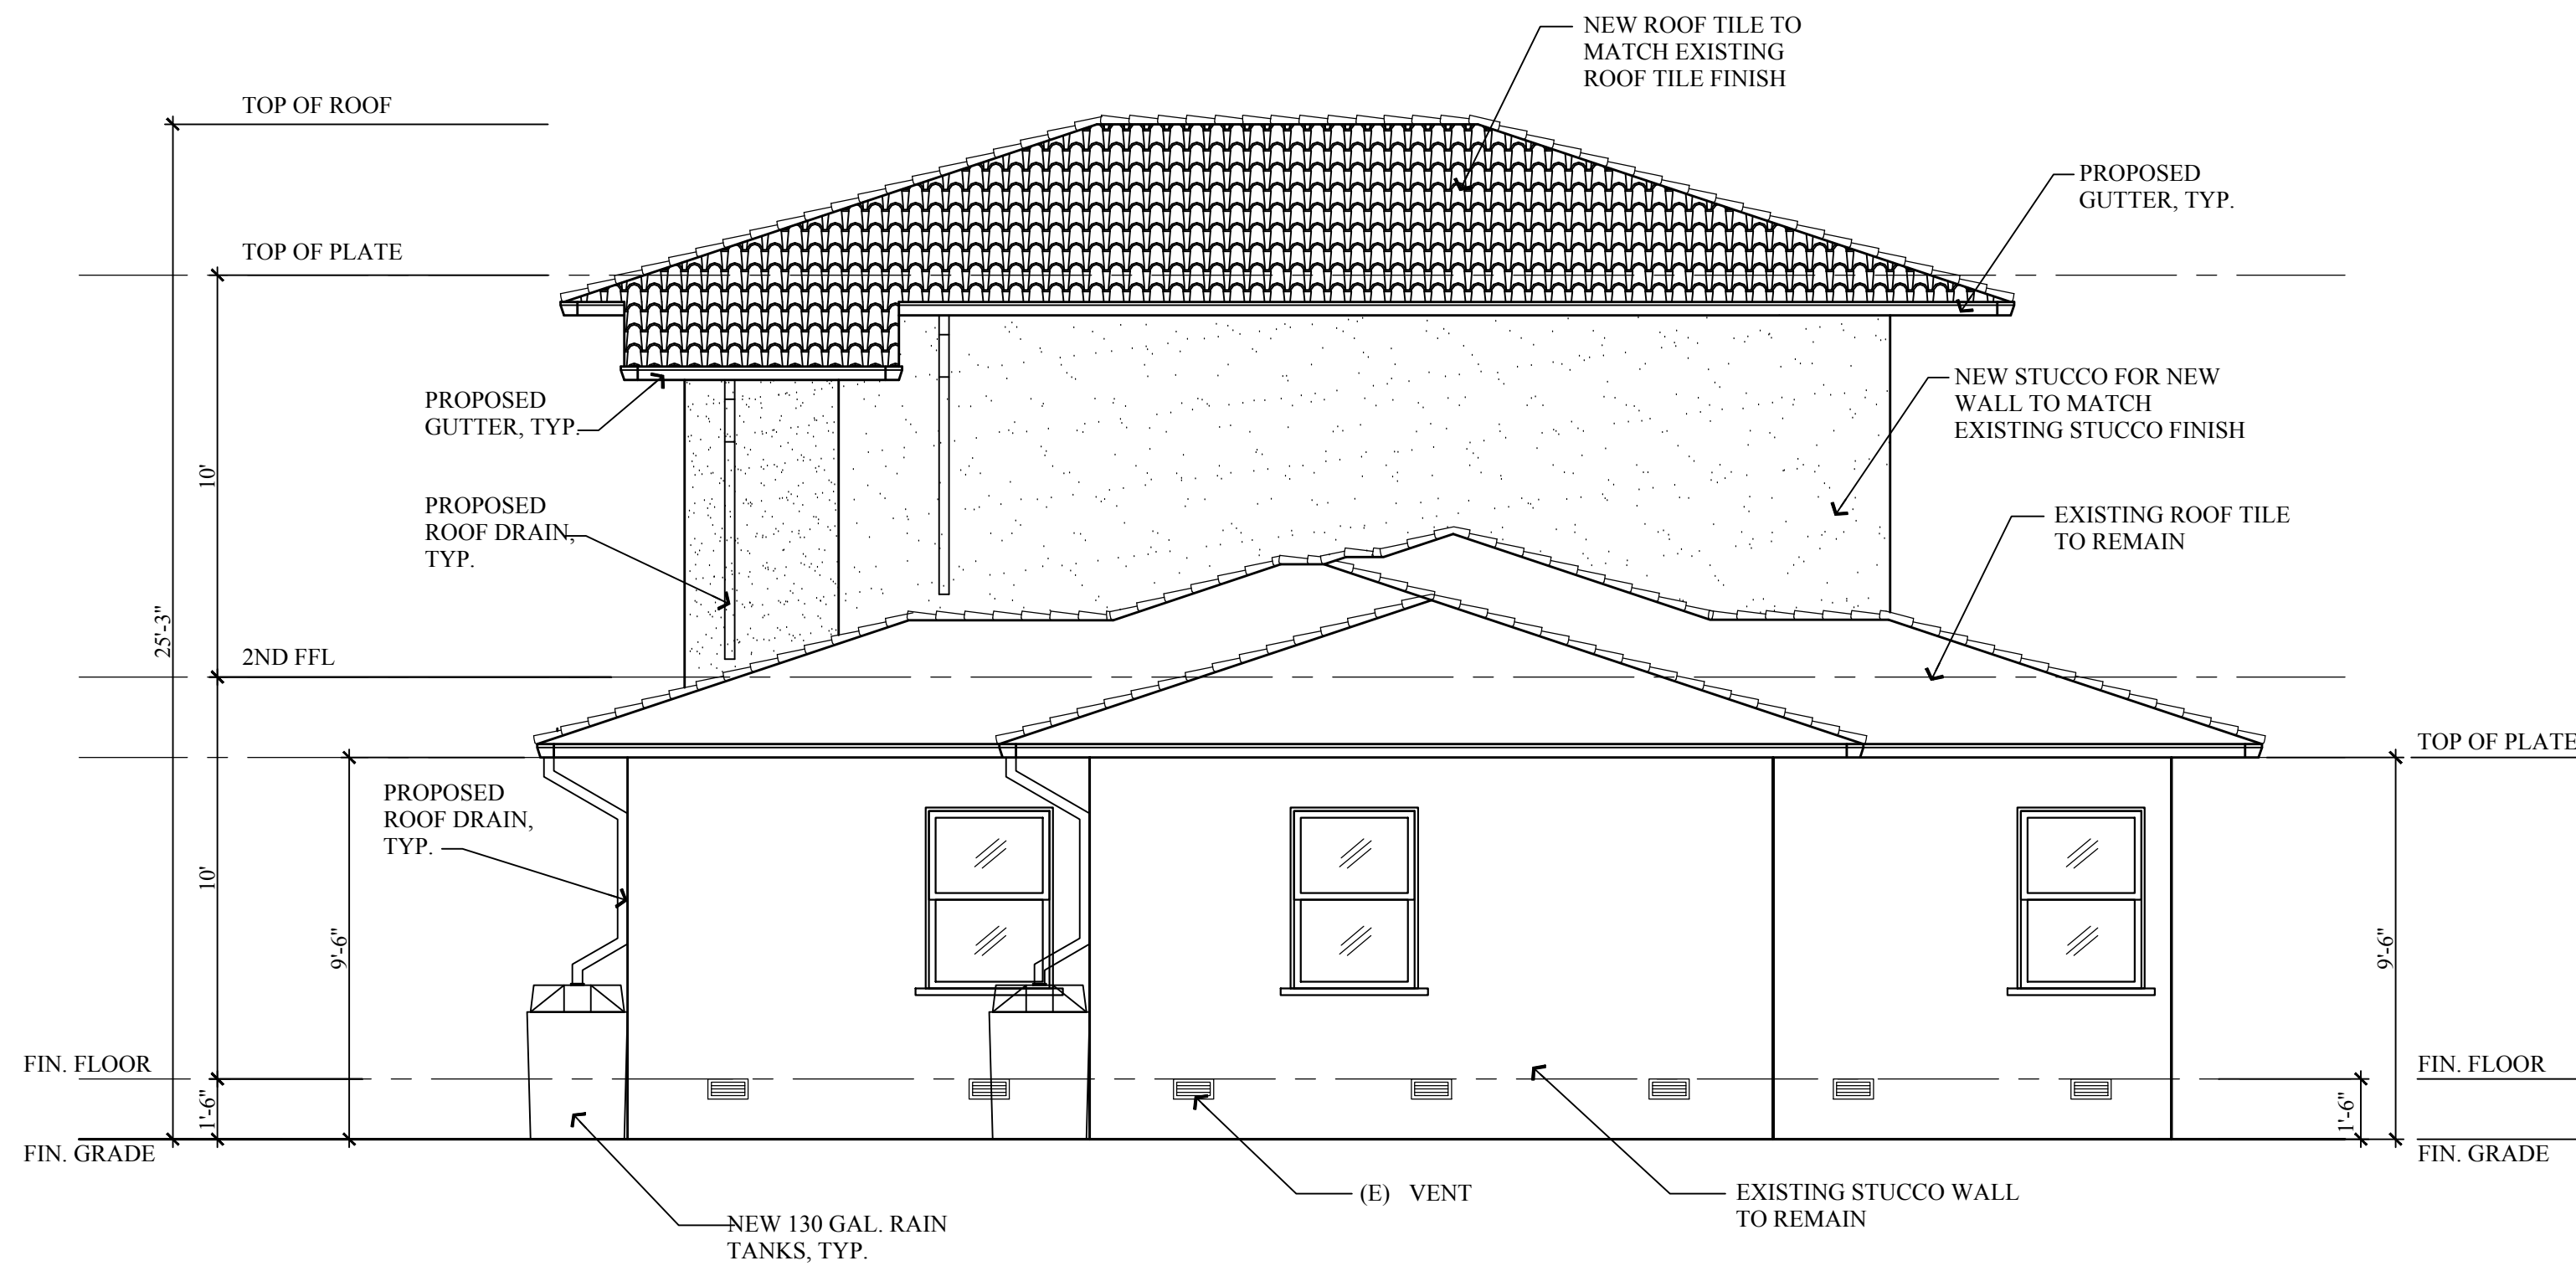 NEW ROOF TILE TO
MATCH EXISTING
ROOF TILE FINISH
TOP OF ROOF
PROPOSED
GUTTER, TYP.
TOP OF PLATE
NEW STUCCO FOR NEW
WALL TO MATCH
EXISTING STUCCO FINISH
PROPOSED
GUTTER, TYP.
10'
PROPOSED
ROOF DRAIN,
TYP.
EXISTING ROOF TILE
TO REMAIN
25'-3"
2ND FFL
TOP OF PLATE
PROPOSED
ROOF DRAIN,
TYP.
10'
9'-6"
9'-6"
FIN. FLOOR
FIN. FLOOR
1'-6"
1'-6"
FIN. GRADE
FIN. GRADE
(E) VENT
EXISTING STUCCO WALL
TO REMAIN
NEW 130 GAL. RAIN
TANKS, TYP.